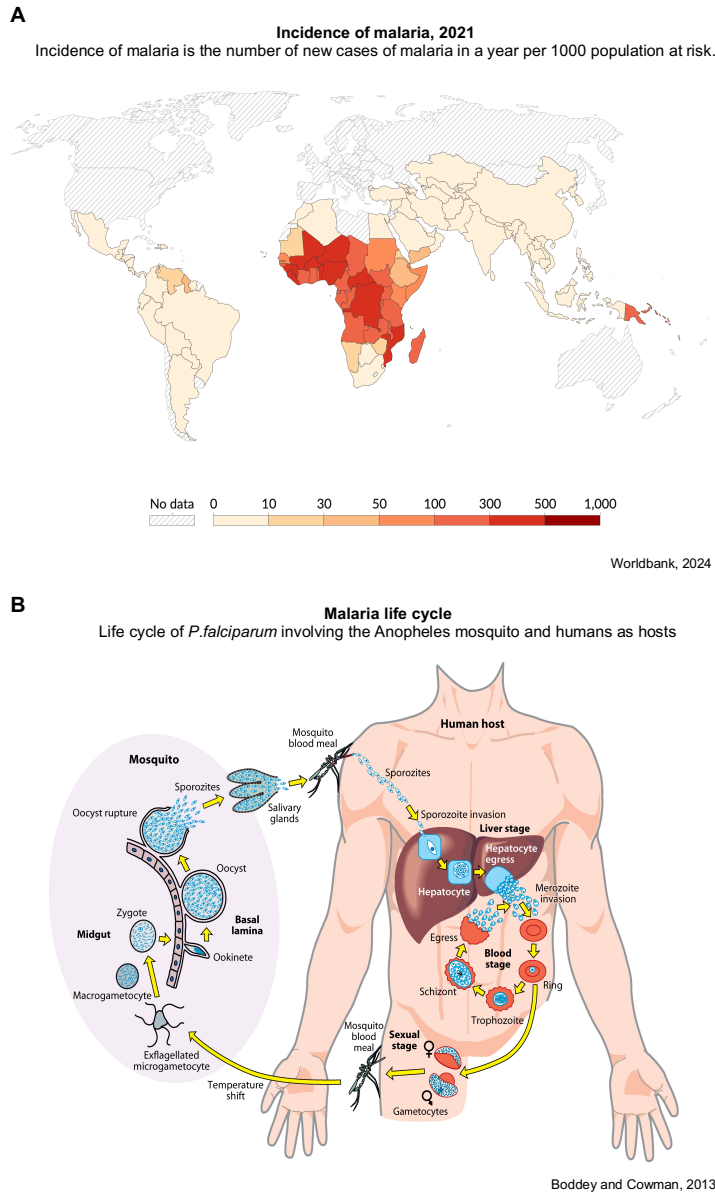 A
Incidence of malaria, 2021
Incidence of malaria is the number of new cases of malaria in a year per 1000 population at risk.
No data
0
10
30
50
100
300
500
1,000
Worldbank, 2024
B
Malaria life cycle
Life cycle of P.falciparum involving the Anopheles mosquito and humans as hosts
Human host
Mosquito
blood meal
Mosquito
Sporozites
Sporozites
Salivary
glands
Oocyst rupture
Sporozoite invasion
Liver stage
Hepatocyte
egress
Oocyst
Hepatocyte
Merozoite
invasion
Zygote
Midgut
Basal
lamina
Egress
Blood
stage
Ookinete
Ring
Schizont
Macrogametocyte
Trophozoite
Mosquito
blood
meal
Sexual
stage
♀
Exflagellated
microgametocyte
Temperature
shift
Gametocytes
Boddey and Cowman, 2013